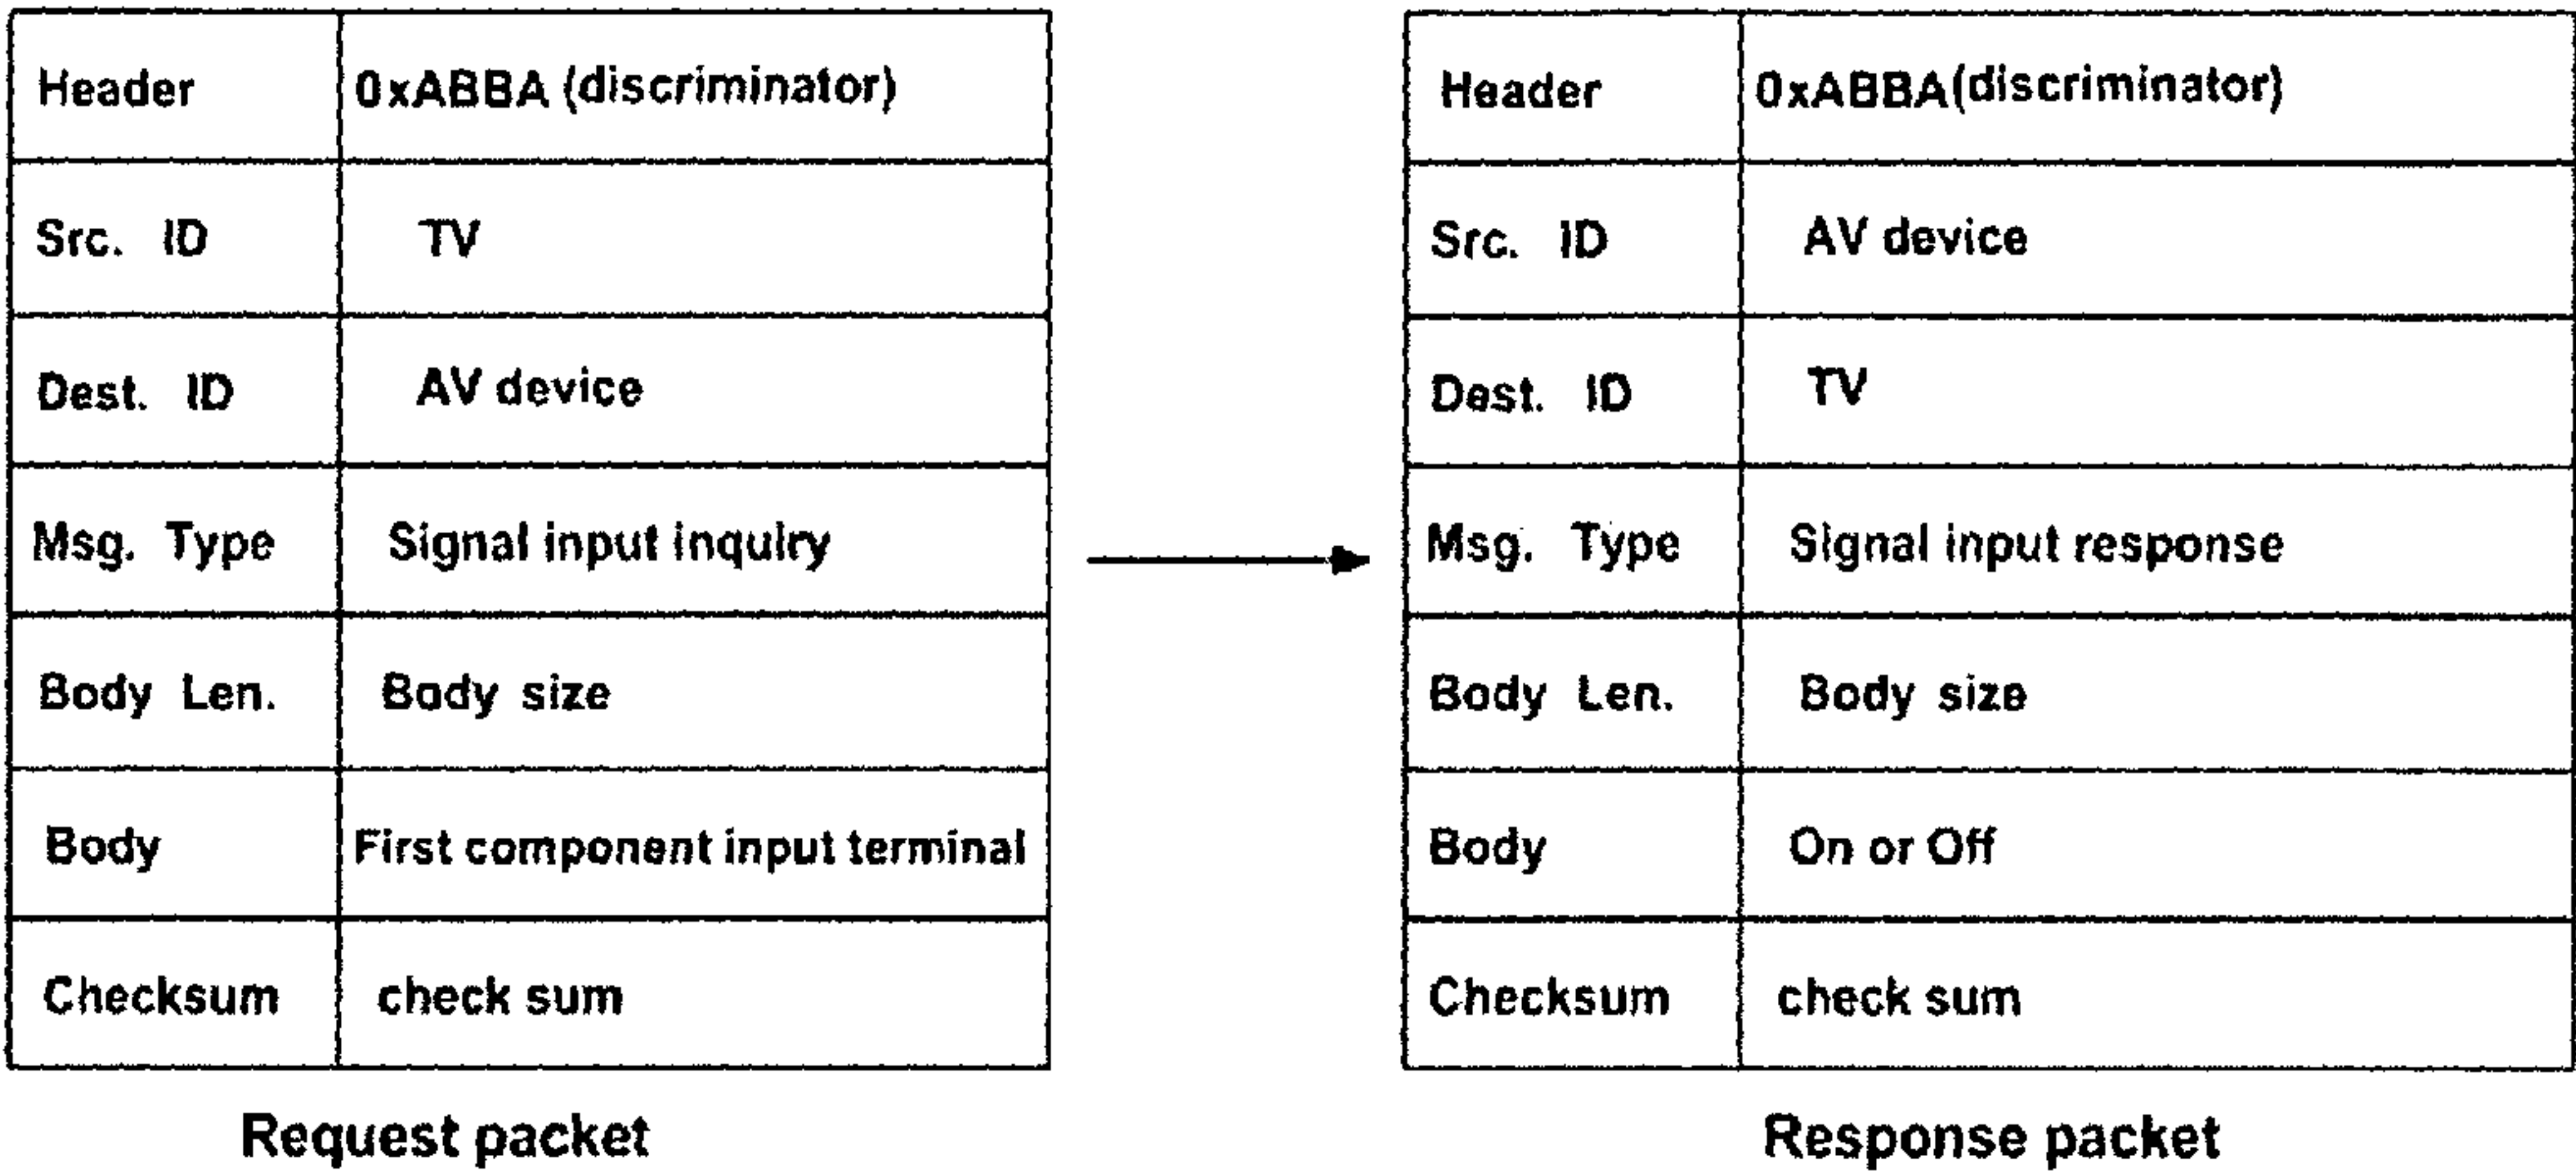 Header 0xABBA (discriminator)
Src. ID TV
Dest. ID AV device
Msg. Type Signal input inquiry
Body Len. Body size
Body First component input terminal
Checksum check sum
Request packet
Header 0xABBA(discriminator)
Src. ID AV device
Dest. ID TV
Msg. Type Signal input response
Body Len. Body size
Body On or Off
Checksum check sum
Response packet